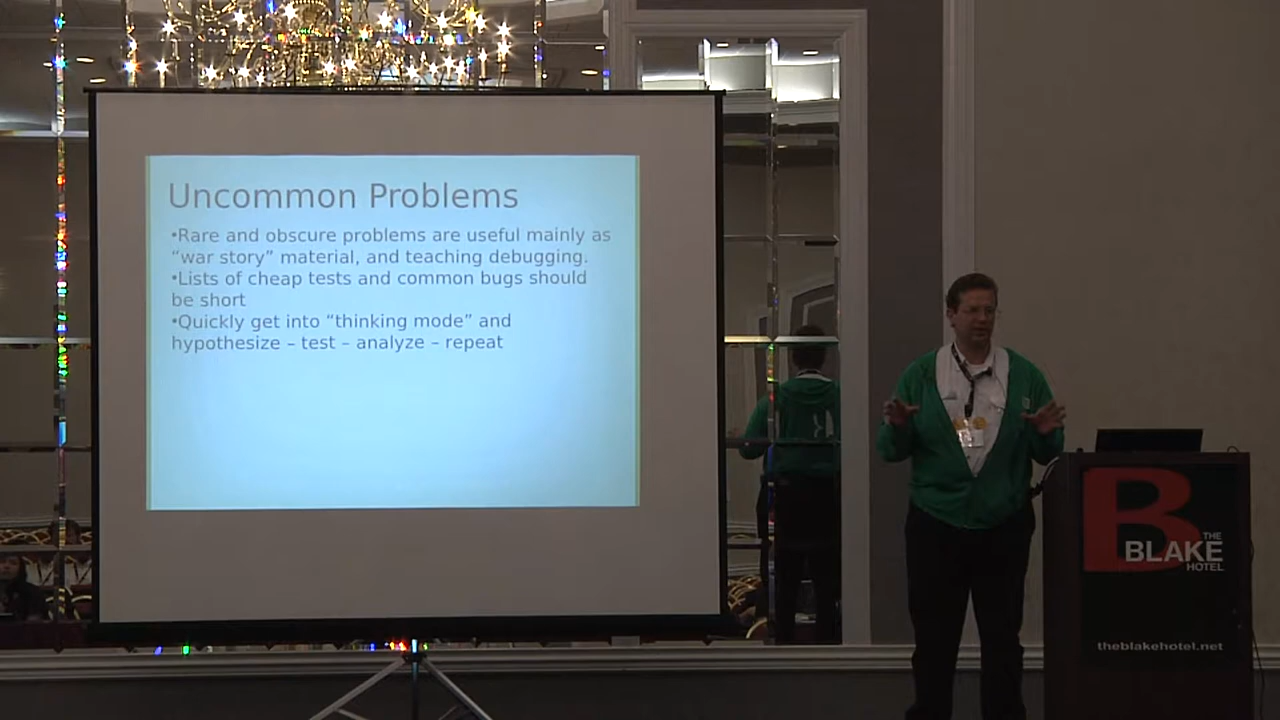 Uncommon Problems
•Rare and obscure problems are useful mainly as
“war story” material, and teaching debugging.
•Lists of cheap tests and common bugs should
be short
•Quickly get into “thinking mode” and
hypothesize – test – analyze – repeat
B
THE
BLAKE
HOTEL
theblakehotel.net